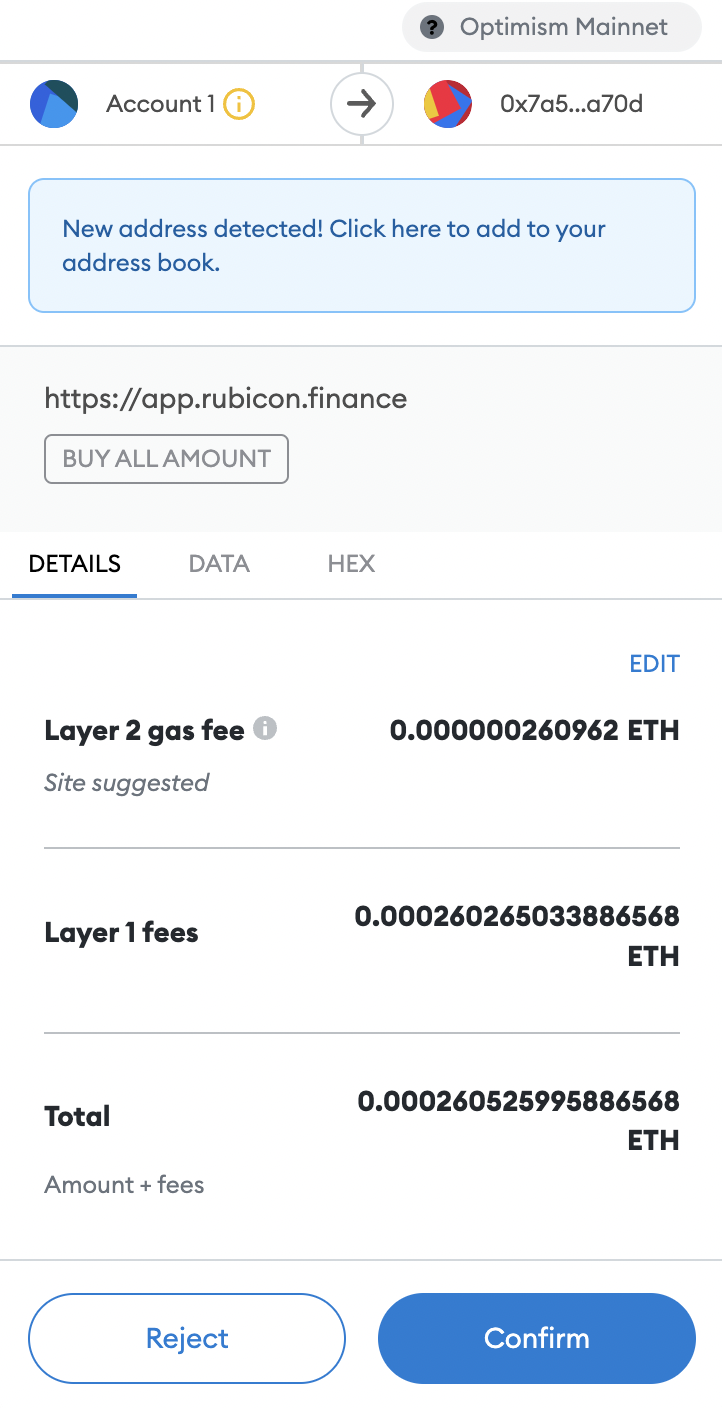 Optimism Mainnet
Account 1
0x7a5...a70d
New address detected! Click here to add to your
address book.
https://app.rubicon.finance
BUY ALL AMOUNT
DETAILS DATA HEX
EDIT
Layer 2 gas fee 0.000000260962 ETH
Site suggested
Layer 1 fees 0.000260265033886568
ETH
Total 0.000260525995886568
ETH
Amount + fees
Reject Confirm